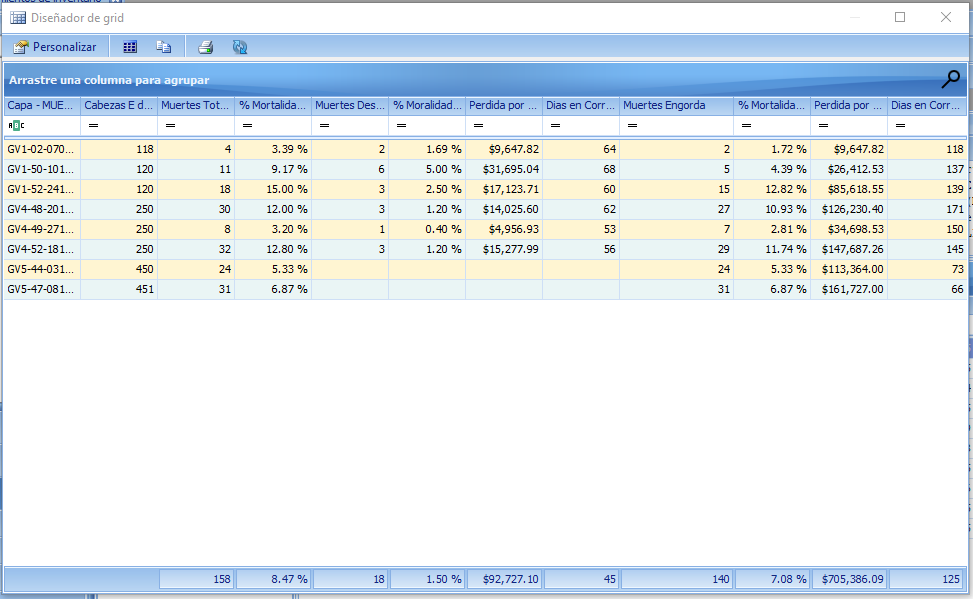 Diseñador de grid
Personalizar
Arrastre una columna para agrupar
Capa - MUE... Cabezas E d... Muertes Tot... % Mortalida... Muertes Des... % Moralidad... Perdida por ... Dias en Corr... Muertes Engorda % Mortalida... Perdida por ... Dias en Corr...
ABC = = = = = = = = = = =
GV1-02-070... 118 4 3.39 % 2 1.69 % $9,647.82 64 2 1.72 % $9,647.82 118
GV1-50-101... 120 11 9.17 % 6 5.00 % $31,695.04 68 5 4.39 % $26,412.53 137
GV1-52-241... 120 18 15.00 % 3 2.50 % $17,123.71 60 15 12.82 % $85,618.55 139
GV4-48-201... 250 30 12.00 % 3 1.20 % $14,025.60 62 27 10.93 % $126,230.40 171
GV4-49-271... 250 8 3.20 % 1 0.40 % $4,956.93 53 7 2.81 % $34,698.53 150
GV4-52-181... 250 32 12.80 % 3 1.20 % $15,277.99 56 29 11.74 % $147,687.26 145
GV5-44-031... 450 24 5.33 % 24 5.33 % $113,364.00 73
GV5-47-081... 451 31 6.87 % 31 6.87 % $161,727.00 66
158 8.47 % 18 1.50 % $92,727.10 45 140 7.08 % $705,386.09 125